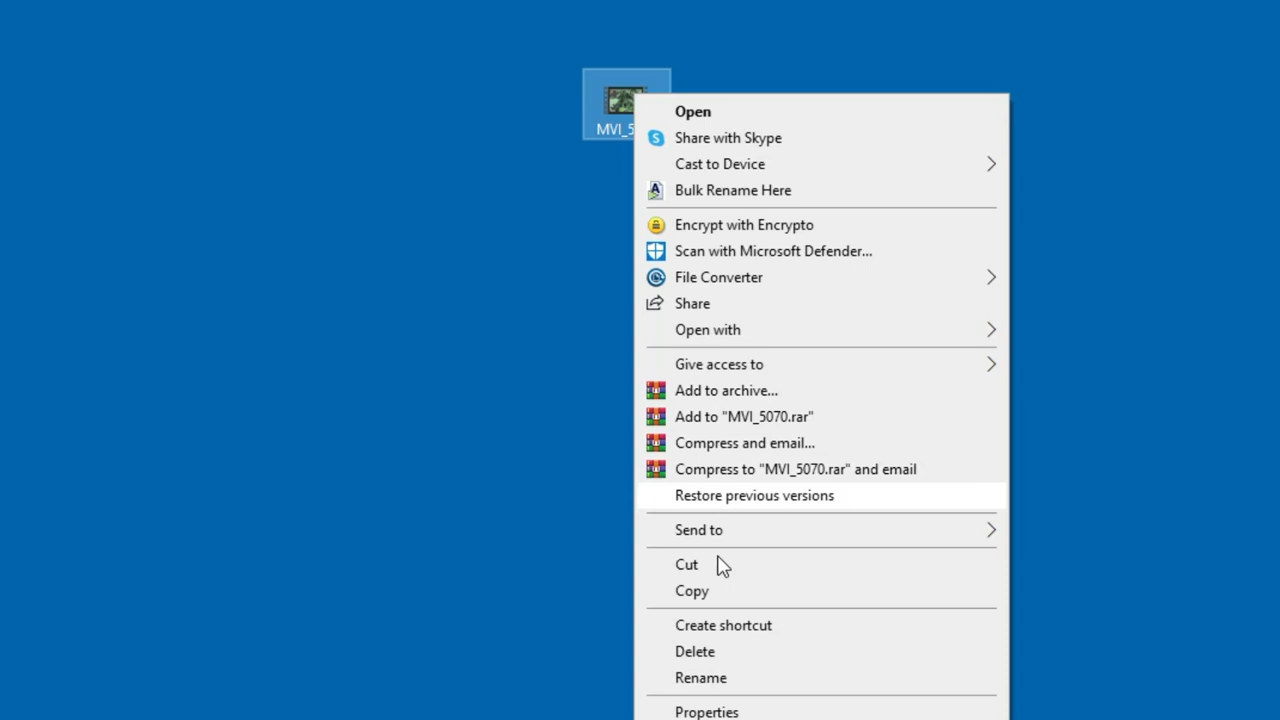 MVI_5
Open
Share with Skype
Cast to Device
Bulk Rename Here
Encrypt with Encrypto
Scan with Microsoft Defender...
File Converter
Share
Open with
Give access to
Add to archive...
Add to "MVI_5070.rar"
Compress and email...
Compress to "MVI_5070.rar" and email
Restore previous versions
Send to
Cut
Copy
Create shortcut
Delete
Rename
Properties